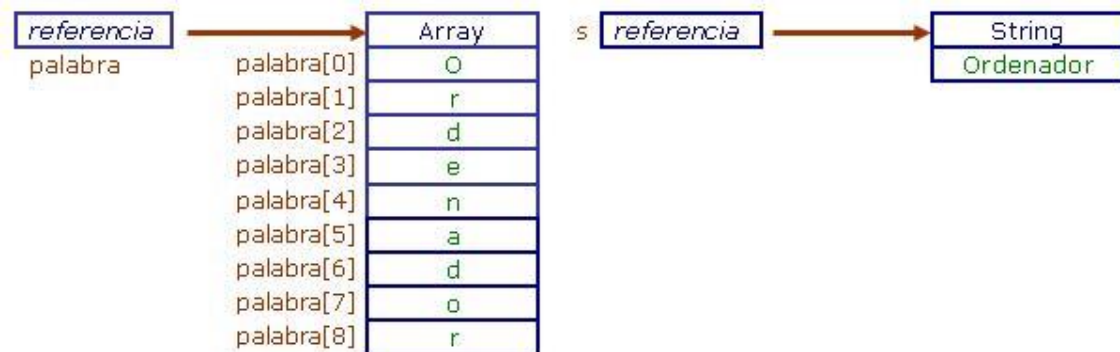 referencia Array s referencia String
palabra palabra[0] O Ordenador
palabra[1] r
palabra[2] d
palabra[3] e
palabra[4] n
palabra[5] a
palabra[6] d
palabra[7] o
palabra[8] r